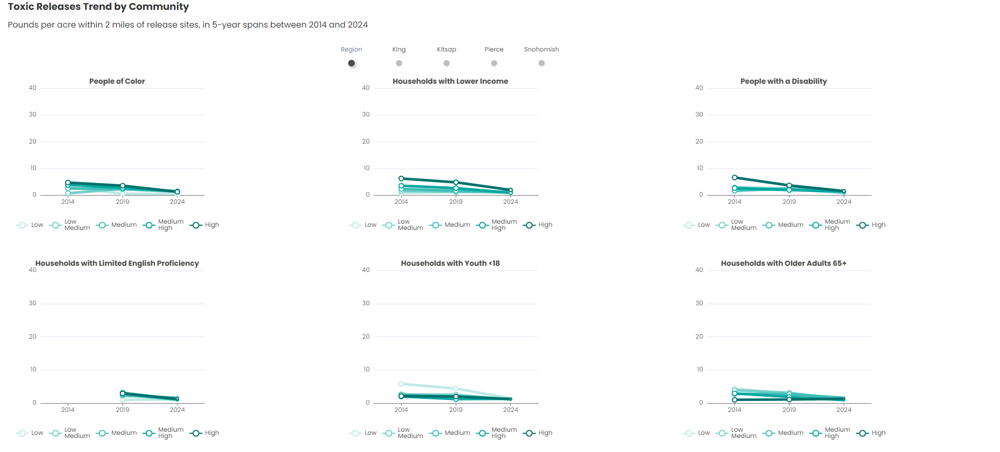 Toxic Releases Trend by Community
Pounds per acre within 2 miles of release sites, in 5-year spans between 2014 and 2024
Region King Kitsap Pierce Snohomish
People of Color
40
30
20
10
0
2014 2019 2024
Low Low Medium Medium Medium High High
Households with Lower Income
40
30
20
10
0
2014 2019 2024
Low Low Medium Medium Medium High High
People with a Disability
40
30
20
10
0
2014 2019 2024
Low Low Medium Medium Medium High High
Households with Limited English Proficiency
40
30
20
10
0
2014 2019 2024
Low Low Medium Medium Medium High High
Households with Youth <18
40
30
20
10
0
2014 2019 2024
Low Low Medium Medium Medium High High
Households with Older Adults 65+
40
30
20
10
0
2014 2019 2024
Low Low Medium Medium Medium High High